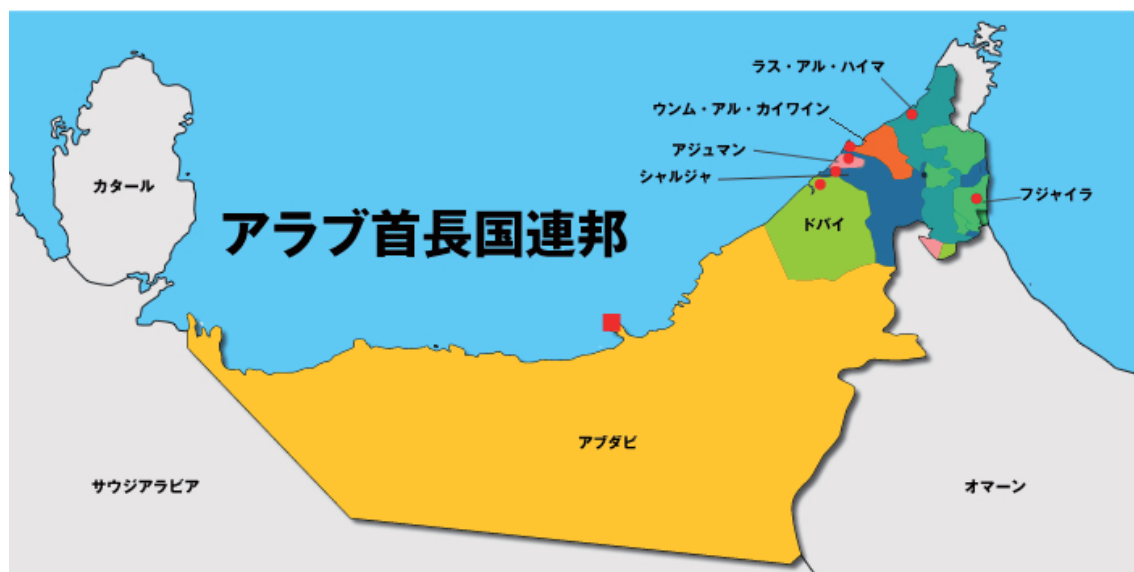 ラス・アル・ハイマ
ウンム・アル・カイワイン
アジュマン
シャルジャ
カタール
フジャイラ
ドバイ
アラブ首長国連邦
アブダビ
サウジアラビア
オマーン